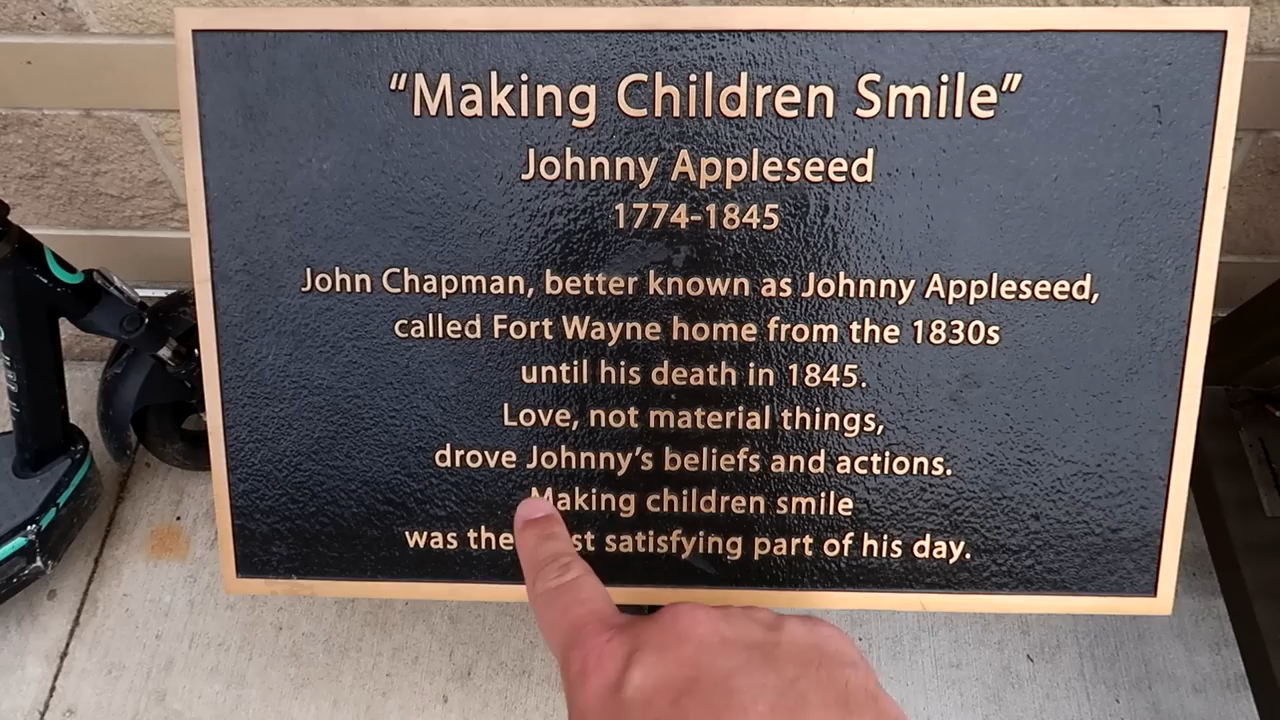 “Making Children Smile”
Johnny Appleseed
1774-1845
John Chapman, better known as Johnny Appleseed,
called Fort Wayne home from the 1830s
until his death in 1845.
Love, not material things,
drove Johnny’s beliefs and actions.
Making children smile
was the st satisfying part of his day.